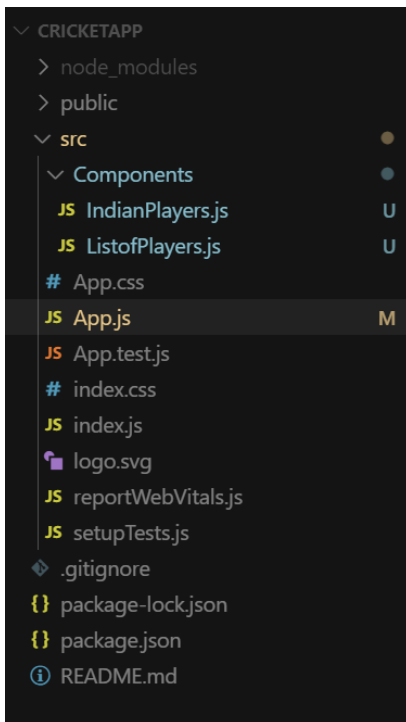 CRICKETAPP
node_modules
public
src
Components
JS IndianPlayers.js U
JS ListofPlayers.js U
# App.css
JS App.js M
JS App.test.js
# index.css
JS index.js
logo.svg
JS reportWebVitals.js
JS setupTests.js
.gitignore
{} package-lock.json
{} package.json
README.md